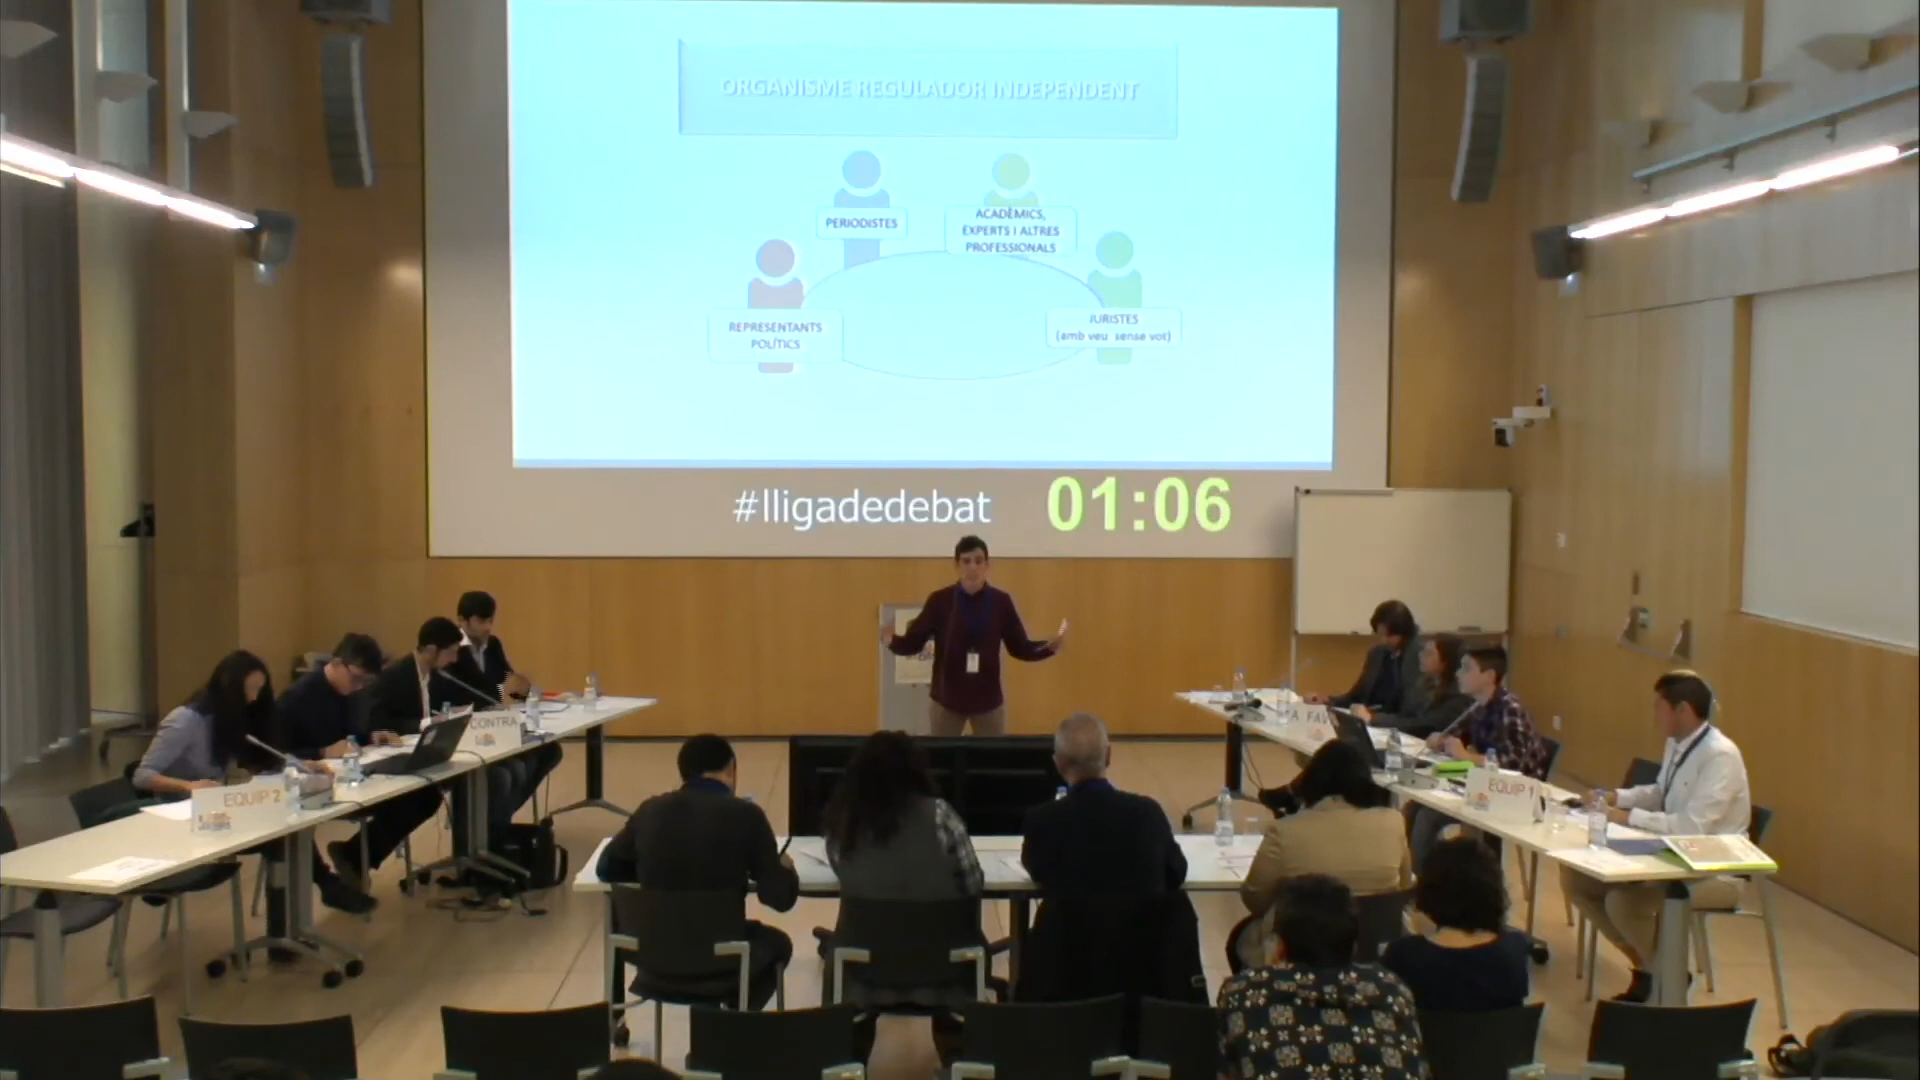 ORGANISME REGULADOR INDEPENDENT
PERIODISTES
ACADÈMICS,
EXPERTS I ALTRES
PROFESSIONALS
REPRESENTANTS
POLÍTICS
JURISTES
(amb veu sense vot)
#lligadedebat
01:06
CONTRA
A FAV
EQUIP 2
EQUIP 1